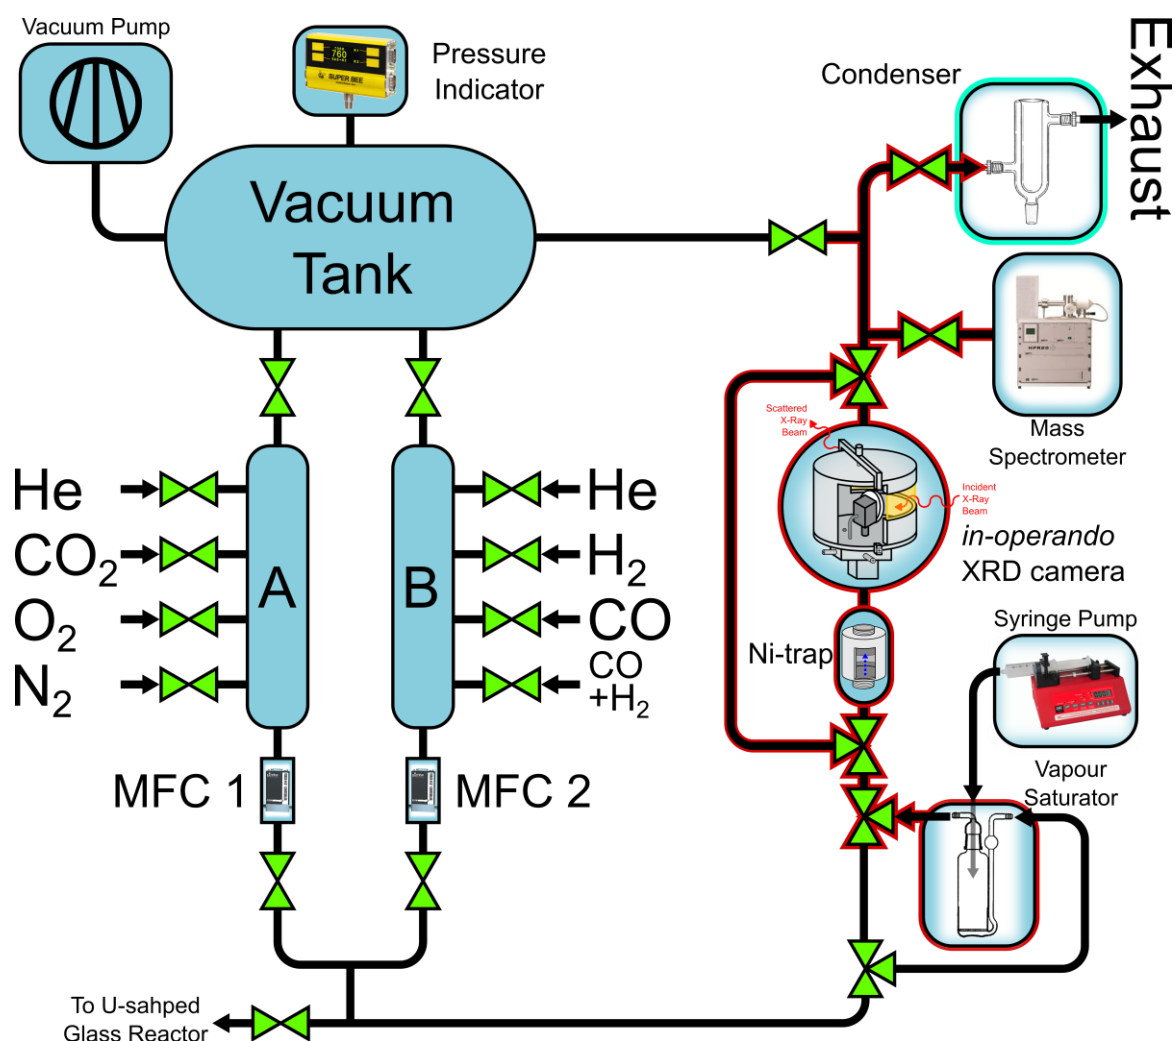 Vacuum Pump
760
SUPER BEE
Pressure
Indicator
Condenser
Exhaust
Vacuum
Tank
Mass
Spectrometer
Scattered
X-Ray
Beam
Incident
X-Ray
Beam
in-operando
XRD camera
He
CO₂
O₂
N₂
A
B
He
H₂
CO
CO
+H₂
Ni-trap
Syringe Pump
Vapour
Saturator
MFC 1
MFC 2
To U-sahped
Glass Reactor